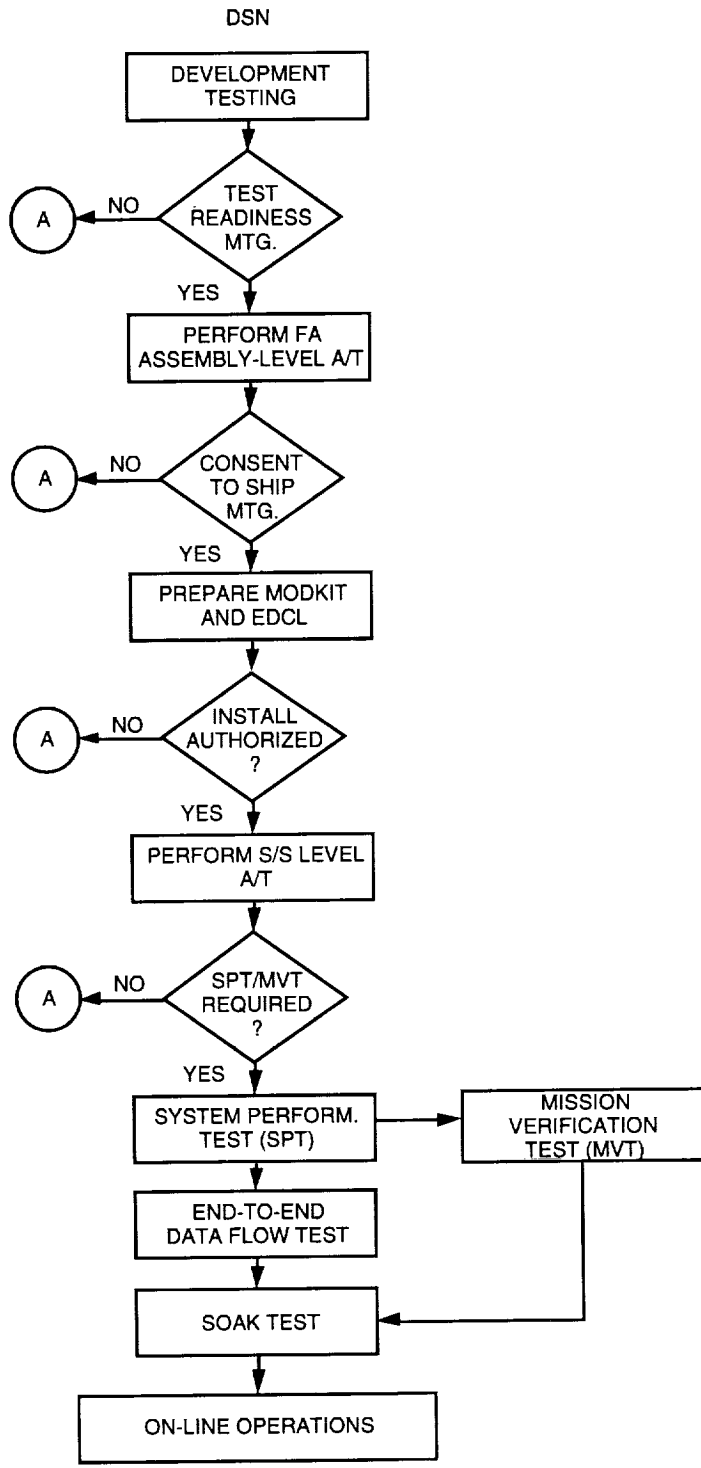 DSN
DEVELOPMENT
TESTING
TEST
READINESS
MTG.
NO
A
YES
PERFORM FA
ASSEMBLY-LEVEL A/T
CONSENT
TO SHIP
MTG.
NO
A
YES
PREPARE MODKIT
AND EDCL
INSTALL
AUTHORIZED
?
NO
A
YES
PERFORM S/S LEVEL
A/T
SPT/MVT
REQUIRED
?
NO
A
YES
SYSTEM PERFORM.
TEST (SPT)
MISSION
VERIFICATION
TEST (MVT)
END-TO-END
DATA FLOW TEST
SOAK TEST
ON-LINE OPERATIONS